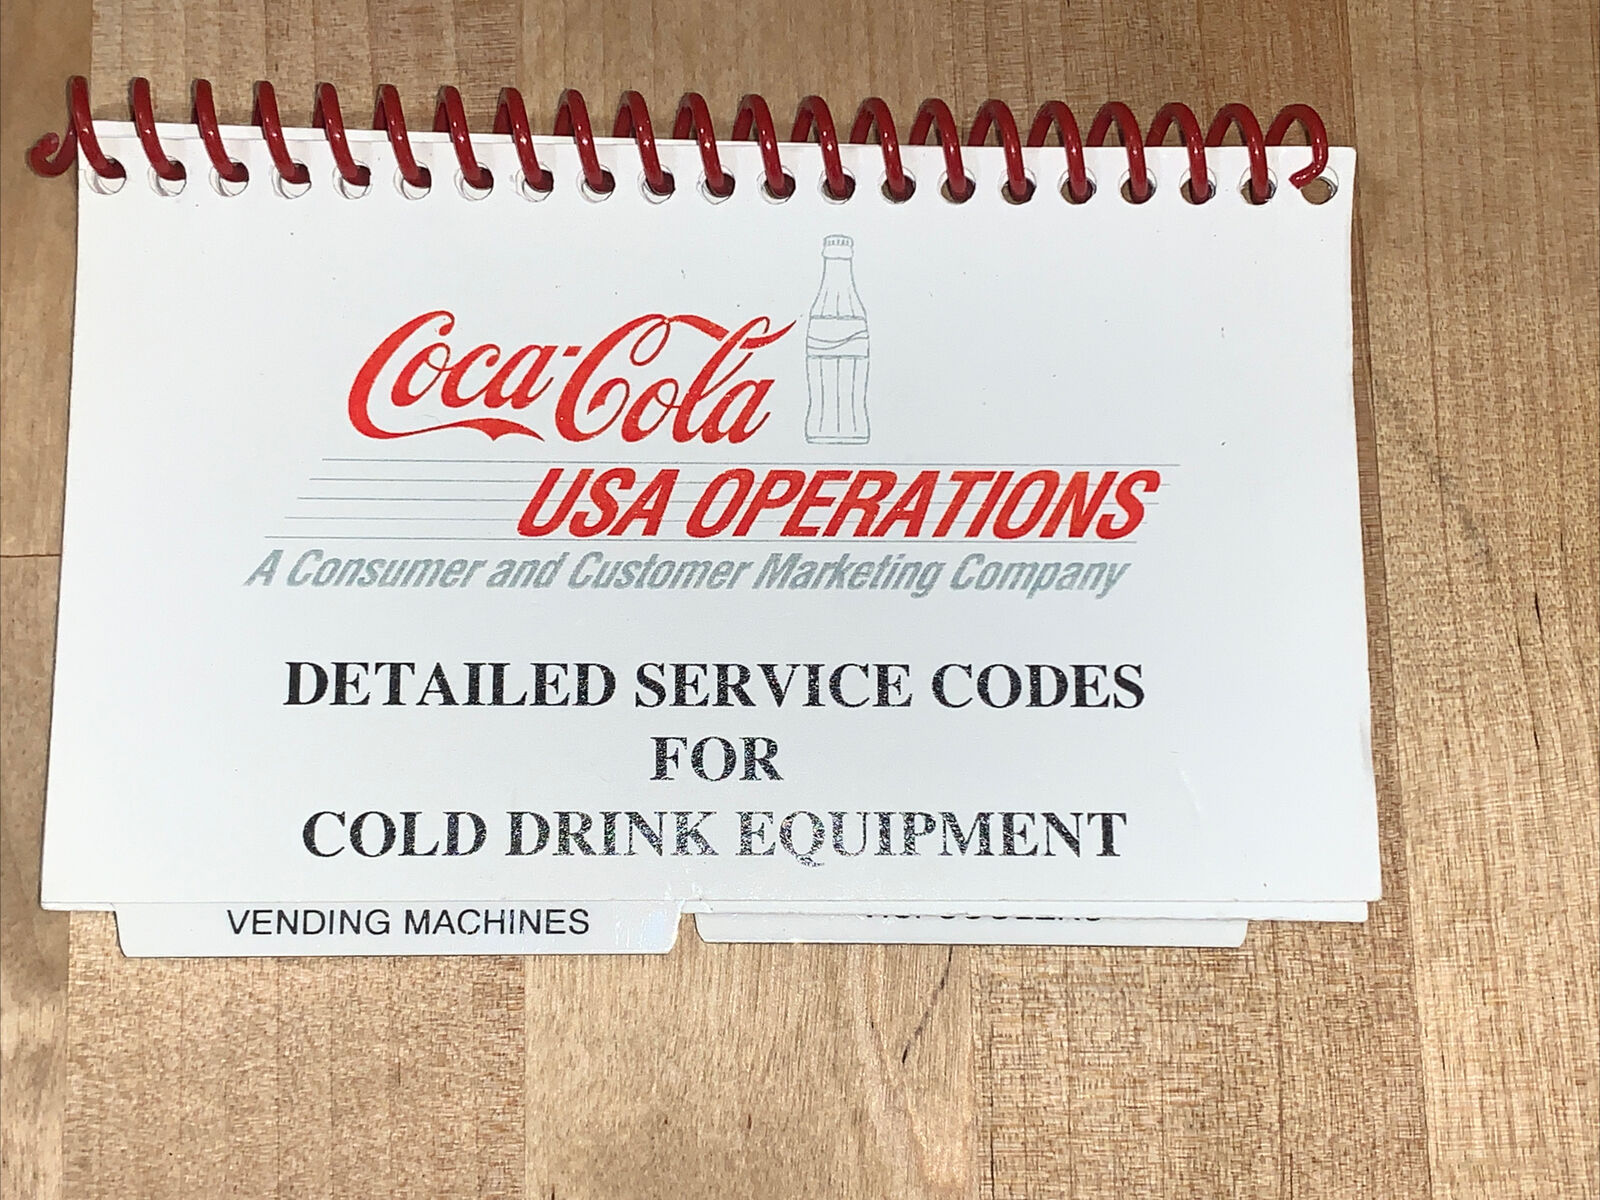 Coca-Cola
USA OPERATIONS
A Consumer and Customer Marketing Company
DETAILED SERVICE CODES
FOR
COLD DRINK EQUIPMENT
VENDING MACHINES